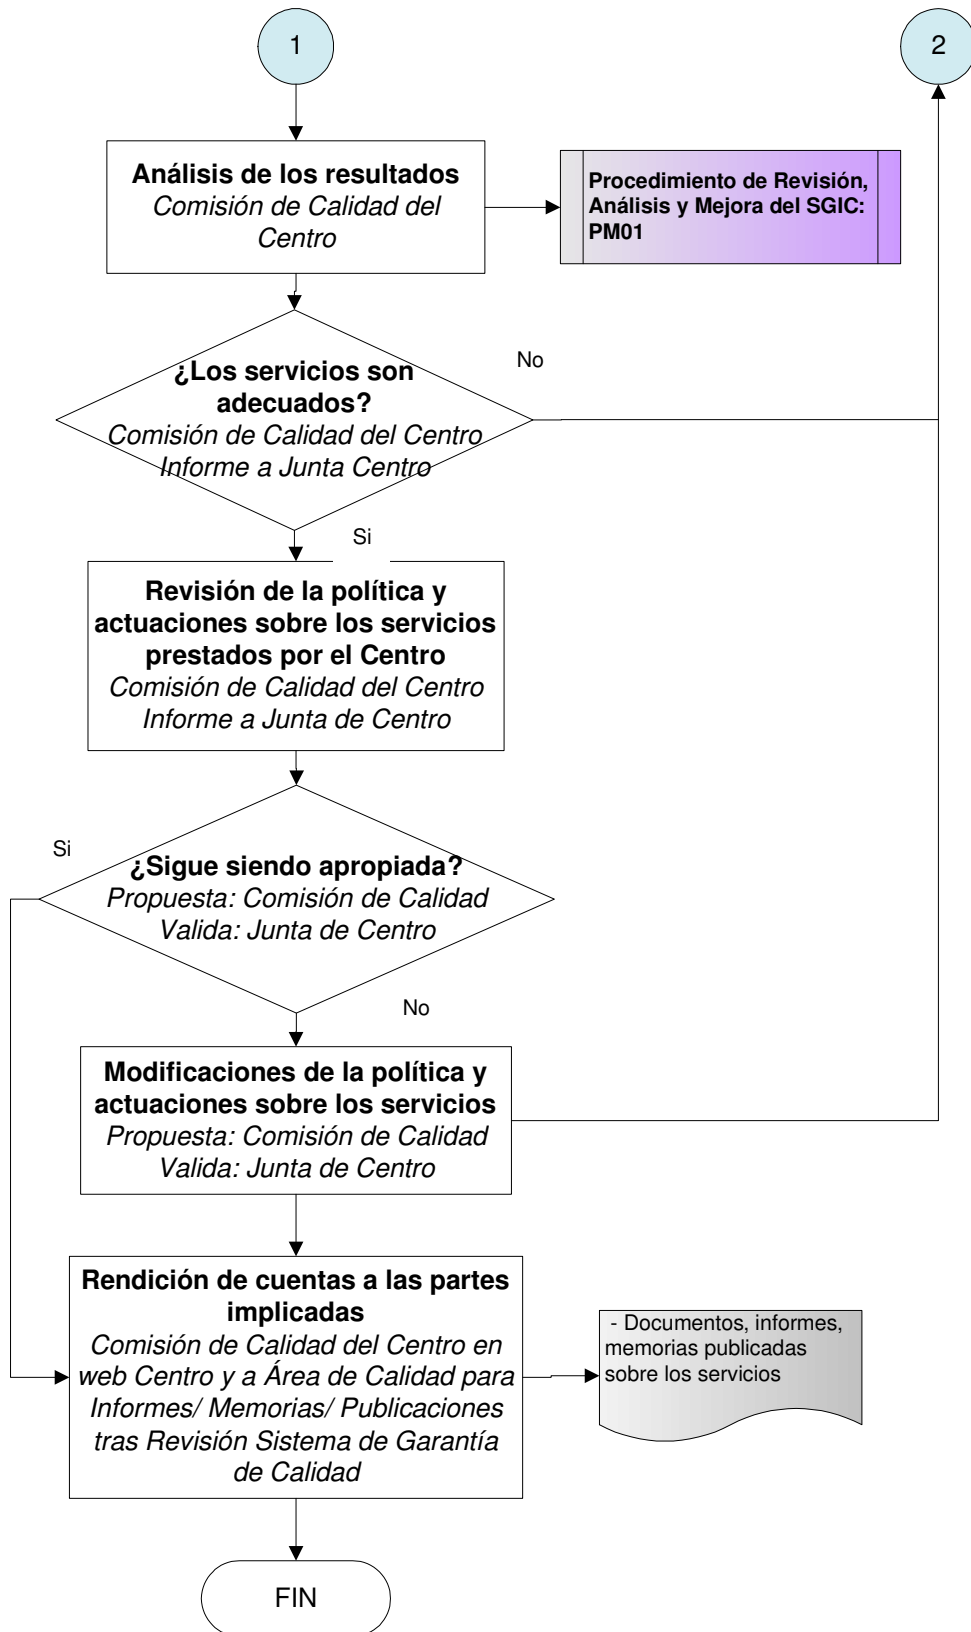 1
2
Análisis de los resultados
Comisión de Calidad del
Centro
Procedimiento de Revisión,
Análisis y Mejora del SGIC:
PM01
No
¿Los servicios son
adecuados?
Comisión de Calidad del Centro
Informe a Junta Centro
Si
Revisión de la política y
actuaciones sobre los servicios
prestados por el Centro
Comisión de Calidad del Centro
Informe a Junta de Centro
Si
¿Sigue siendo apropiada?
Propuesta: Comisión de Calidad
Valida: Junta de Centro
No
Modificaciones de la política y
actuaciones sobre los servicios
Propuesta: Comisión de Calidad
Valida: Junta de Centro
Rendición de cuentas a las partes
implicadas
Comisión de Calidad del Centro en
web Centro y a Área de Calidad para
Informes/ Memorias/ Publicaciones
tras Revisión Sistema de Garantía
de Calidad
- Documentos, informes,
memorias publicadas
sobre los servicios
FIN